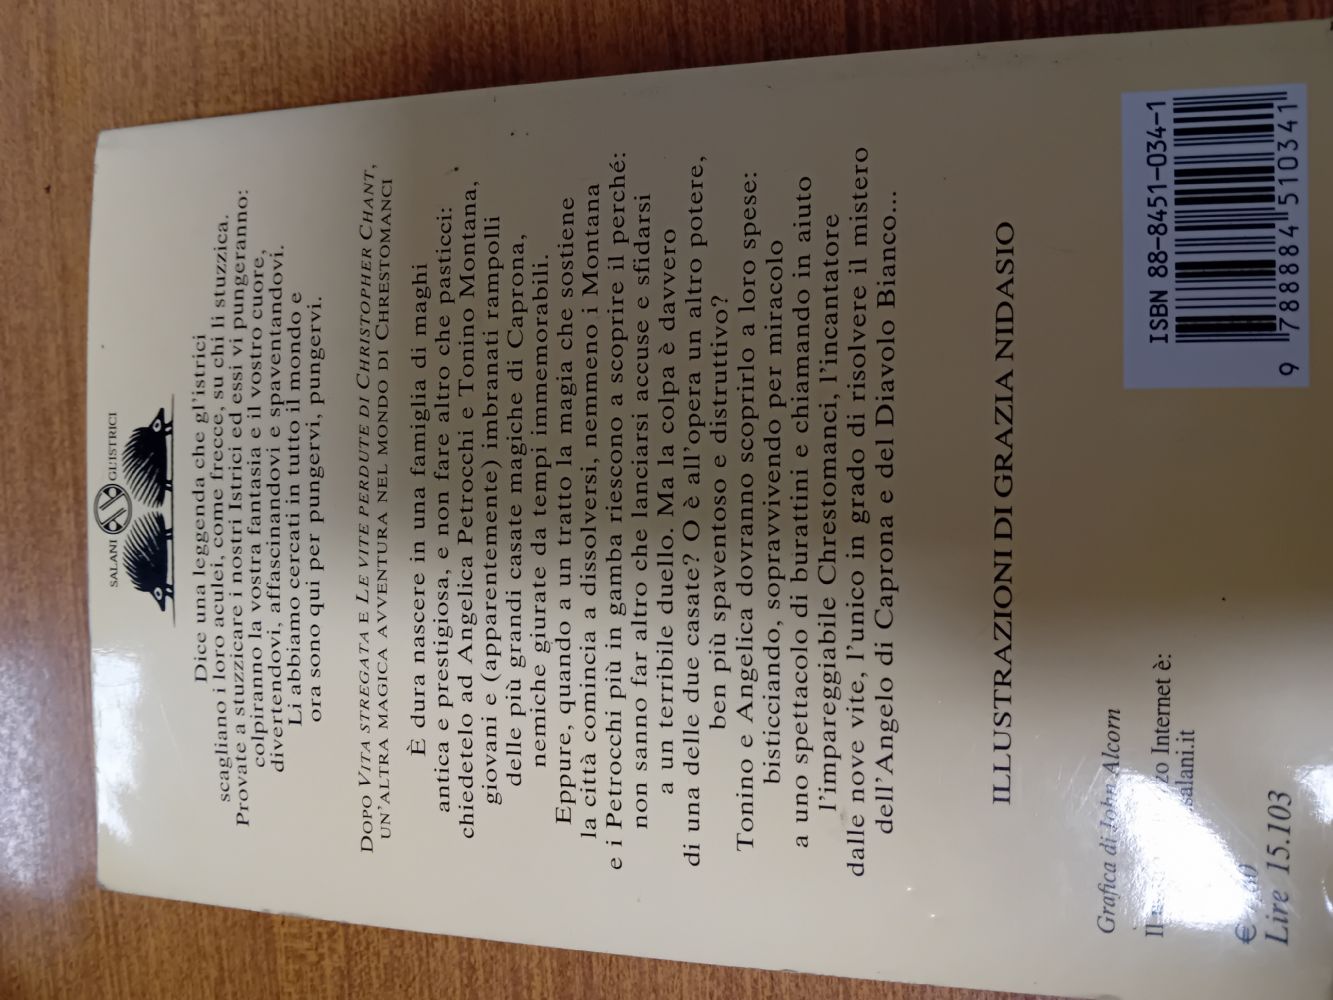 SALANI GL'ISTRICI
Dice una leggenda che gl'istrici
scagliano i loro aculei, come frecce, su chi li stuzzica.
Provate a stuzzicare i nostri Istrici ed essi vi pungeranno:
colpiranno la vostra fantasia e il vostro cuore,
divertendovi, affascinandovi e spaventandovi.
Li abbiamo cercati in tutto il mondo e
ora sono qui per pungervi, pungervi.
DOPO VITA STREGATA E LE VITE PERDUTE DI CHRISTOPHER CHANT,
UN'ALTRA MAGICA AVVENTURA NEL MONDO DI CHRESTOMANCI
È dura nascere in una famiglia di maghi
antica e prestigiosa, e non fare altro che pasticci:
chiedetelo ad Angelica Petrocchi e Tonino Montana,
giovani e (apparentemente) imbranati rampolli
delle più grandi casate magiche di Caprona,
nemiche giurate da tempi immemorabili.
Eppure, quando a un tratto la magia che sostiene
la città comincia a dissolversi, nemmeno i Montana
e i Petrocchi più in gamba riescono a scoprire il perché:
non sanno far altro che lanciarsi accuse e sfidarsi
a un terribile duello. Ma la colpa è davvero
di una delle due casate? O è all'opera un altro potere,
ben più spaventoso e distruttivo?
Tonino e Angelica dovranno scoprirlo a loro spese:
bisticciando, sopravvivendo per miracolo
a uno spettacolo di burattini e chiamando in aiuto
l'impareggiabile Chrestomanci, l'incantatore
dalle nove vite, l'unico in grado di risolvere il mistero
dell'Angelo di Caprona e del Diavolo Bianco...
ILLUSTRAZIONI DI GRAZIA NIDASIO
Grafica di John Alcorn
Il Internet è:
salani.it
€
Lire 15.103
ISBN 88-8451-034-1
9 788884 510341